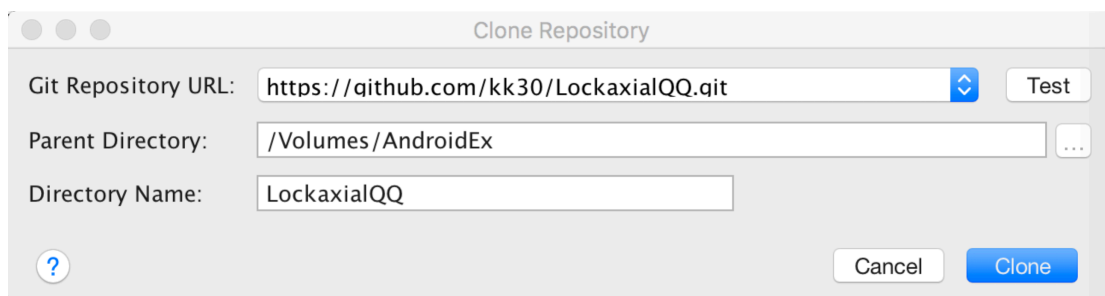 Clone Repository
Git Repository URL: https://github.com/kk30/LockaxialQQ.git Test
Parent Directory: /Volumes/AndroidEx ...
Directory Name: LockaxialQQ
? Cancel Clone